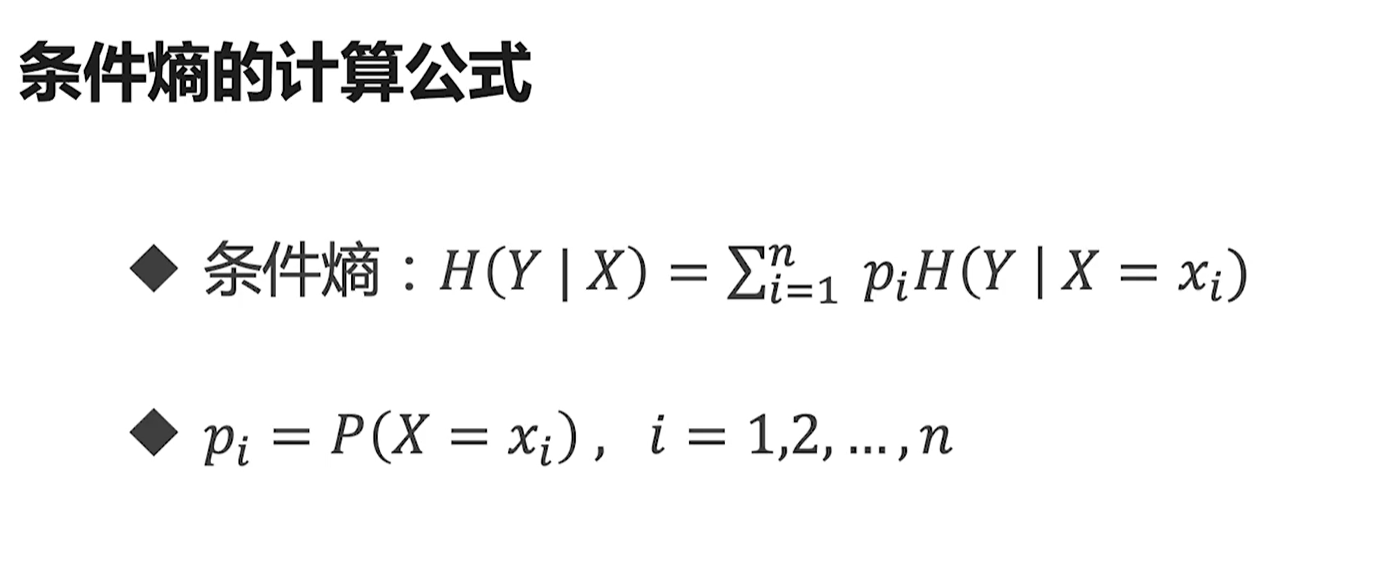 条件熵的计算公式
◆ 条件熵：H(Y | X) = ∑ⁿᵢ₌₁ pᵢH(Y | X = xᵢ)
◆ pᵢ = P(X = xᵢ) , i = 1,2, … , n